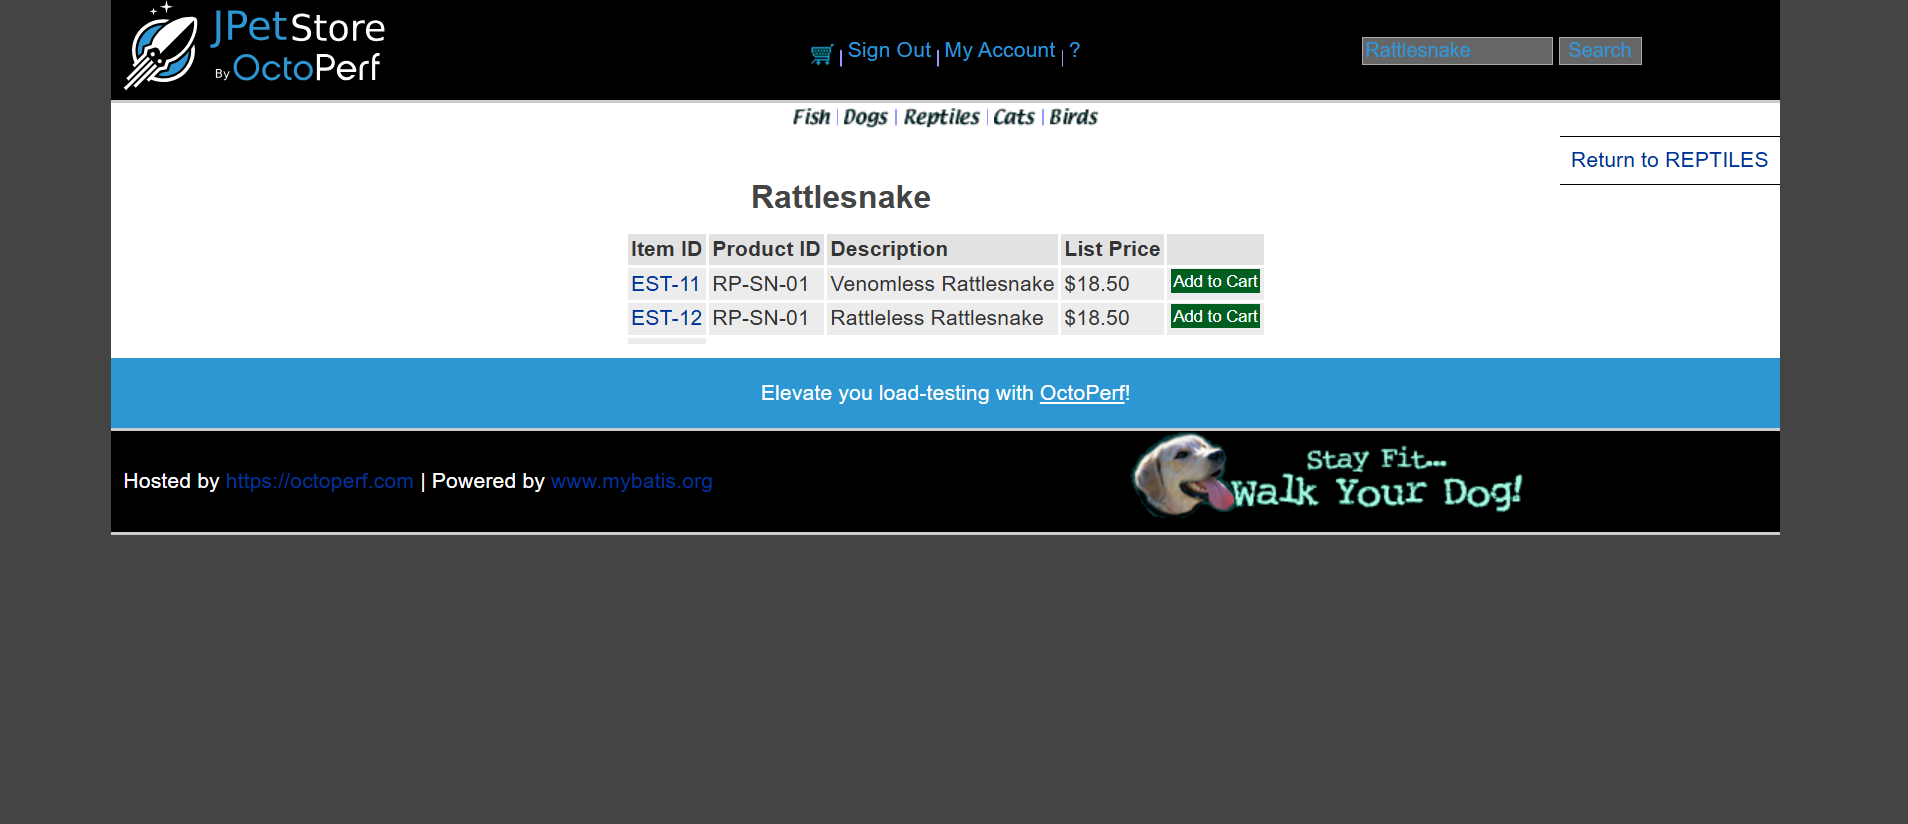 JPetStore
By OctoPerf
Sign Out
My Account
?
Rattlesnake
Search
Fish
Dogs
Reptiles
Cats
Birds
Return to REPTILES
Rattlesnake
Item ID Product ID Description List Price
EST-11 RP-SN-01 Venomless Rattlesnake $18.50 Add to Cart
EST-12 RP-SN-01 Rattleless Rattlesnake $18.50 Add to Cart
Elevate you load-testing with OctoPerf!
Hosted by https://octoperf.com | Powered by www.mybatis.org
Stay Fit...
Walk Your Dog!